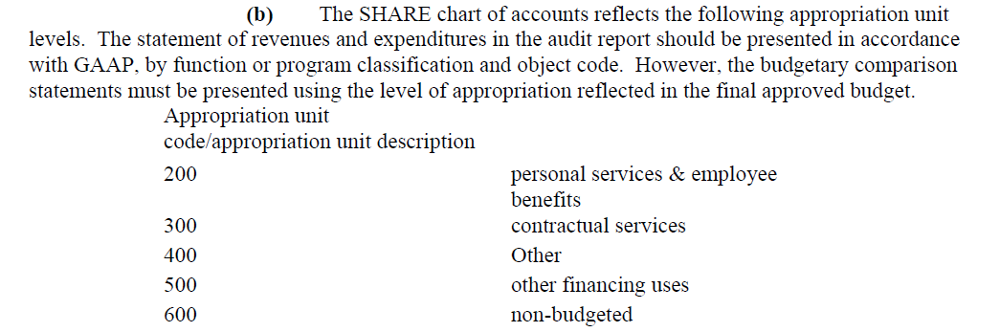 (b) The SHARE chart of accounts reflects the following appropriation unit
levels. The statement of revenues and expenditures in the audit report should be presented in accordance
with GAAP, by function or program classification and object code. However, the budgetary comparison
statements must be presented using the level of appropriation reflected in the final approved budget.
Appropriation unit
code/appropriation unit description
200 personal services & employee
benefits
300 contractual services
400 Other
500 other financing uses
600 non-budgeted